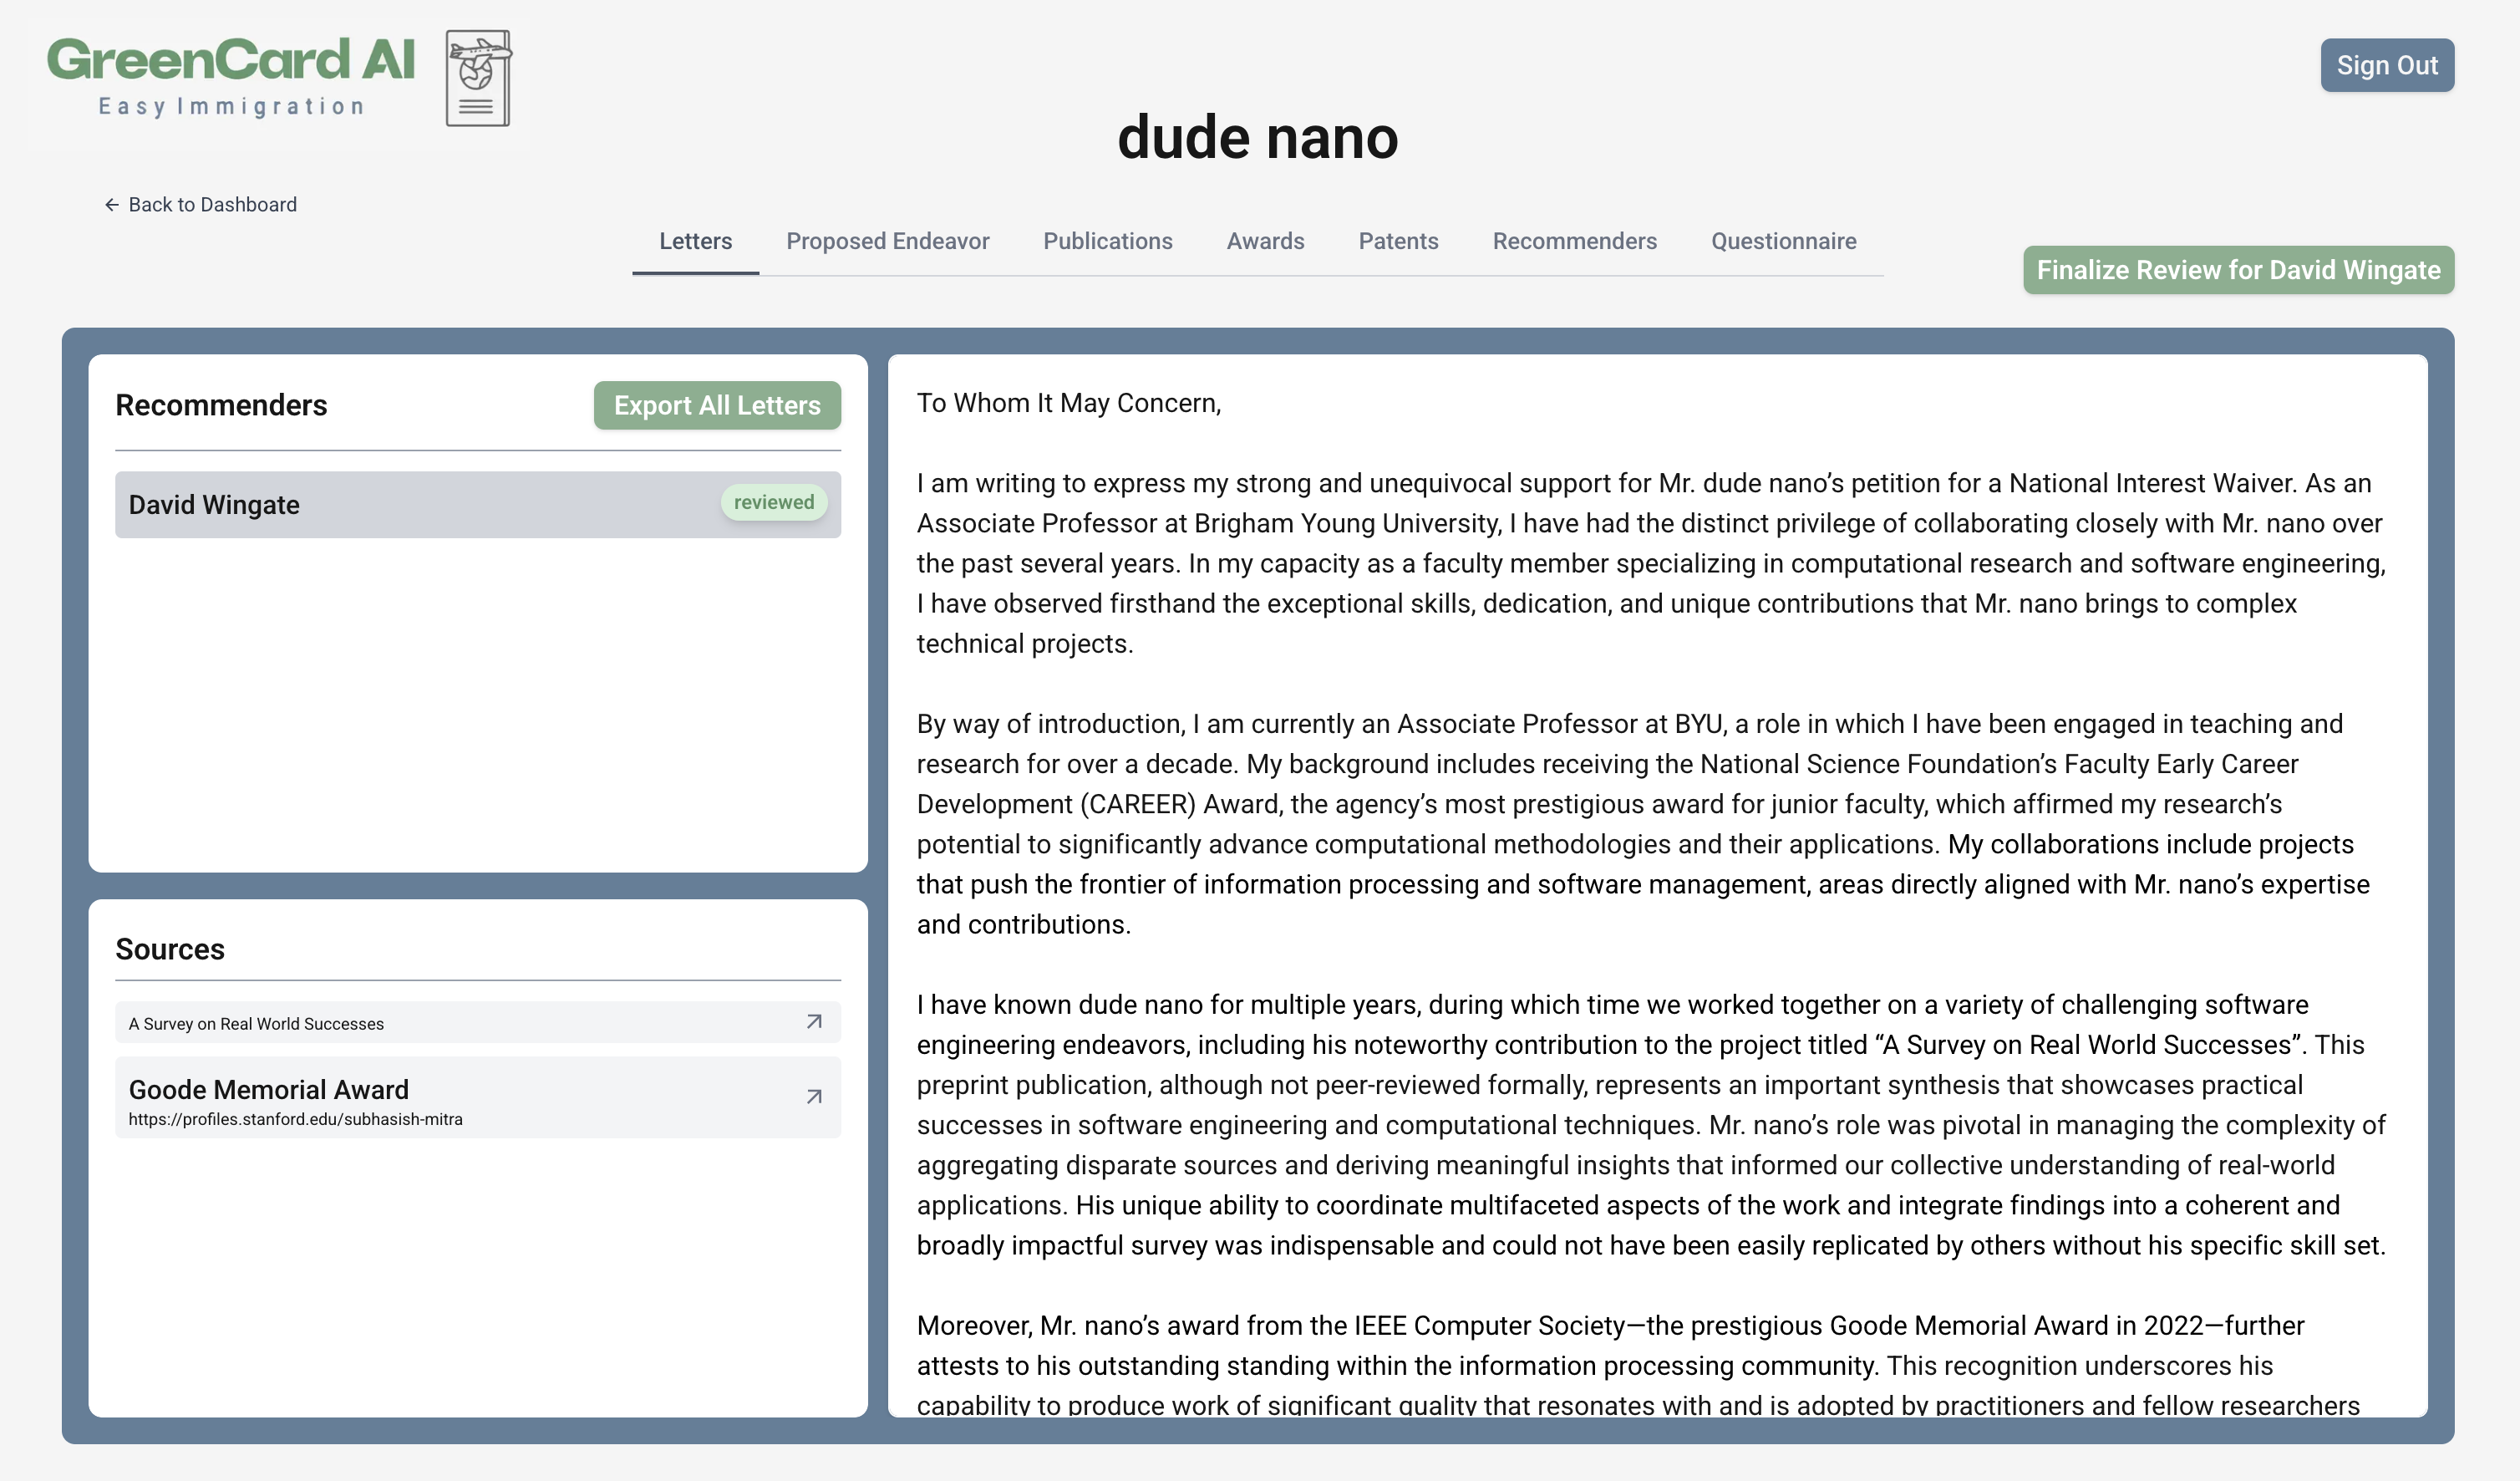 GreenCard AI
Easy Immigration
Sign Out
dude nano
← Back to Dashboard
Letters
Proposed Endeavor
Publications
Awards
Patents
Recommenders
Questionnaire
Finalize Review for David Wingate
Recommenders
Export All Letters
David Wingate
reviewed
Sources
A Survey on Real World Successes
Goode Memorial Award
https://profiles.stanford.edu/subhasish-mitra
To Whom It May Concern,
I am writing to express my strong and unequivocal support for Mr. dude nano’s petition for a National Interest Waiver. As an
Associate Professor at Brigham Young University, I have had the distinct privilege of collaborating closely with Mr. nano over
the past several years. In my capacity as a faculty member specializing in computational research and software engineering,
I have observed firsthand the exceptional skills, dedication, and unique contributions that Mr. nano brings to complex
technical projects.
By way of introduction, I am currently an Associate Professor at BYU, a role in which I have been engaged in teaching and
research for over a decade. My background includes receiving the National Science Foundation’s Faculty Early Career
Development (CAREER) Award, the agency’s most prestigious award for junior faculty, which affirmed my research’s
potential to significantly advance computational methodologies and their applications. My collaborations include projects
that push the frontier of information processing and software management, areas directly aligned with Mr. nano’s expertise
and contributions.
I have known dude nano for multiple years, during which time we worked together on a variety of challenging software
engineering endeavors, including his noteworthy contribution to the project titled “A Survey on Real World Successes”. This
preprint publication, although not peer-reviewed formally, represents an important synthesis that showcases practical
successes in software engineering and computational techniques. Mr. nano’s role was pivotal in managing the complexity of
aggregating disparate sources and deriving meaningful insights that informed our collective understanding of real-world
applications. His unique ability to coordinate multifaceted aspects of the work and integrate findings into a coherent and
broadly impactful survey was indispensable and could not have been easily replicated by others without his specific skill set.
Moreover, Mr. nano’s award from the IEEE Computer Society—the prestigious Goode Memorial Award in 2022—further
attests to his outstanding standing within the information processing community. This recognition underscores his
capability to produce work of significant quality that resonates with and is adopted by practitioners and fellow researchers